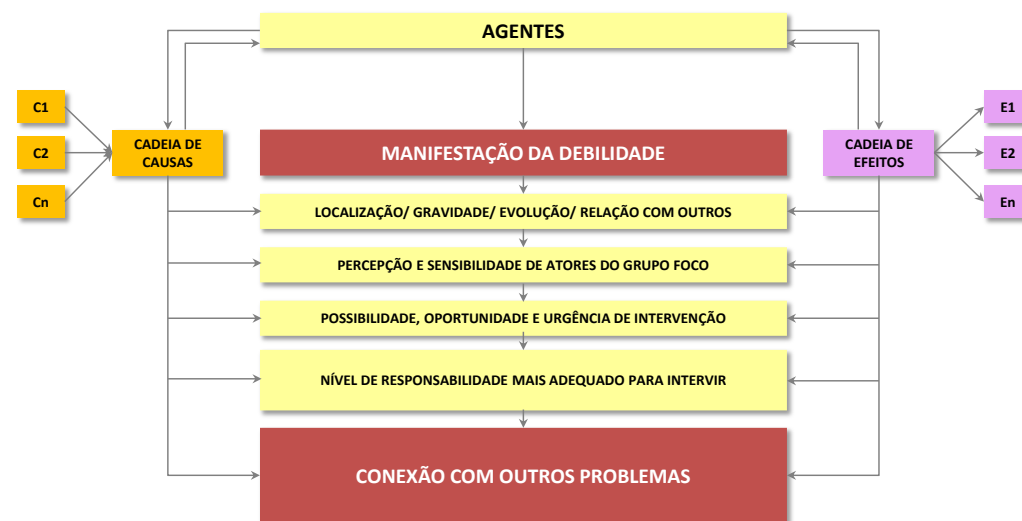 AGENTES
C1
C2
Cn
CADEIA DE
CAUSAS
MANIFESTAÇÃO DA DEBILIDADE
CADEIA DE
EFEITOS
E1
E2
En
LOCALIZAÇÃO/ GRAVIDADE/ EVOLUÇÃO/ RELAÇÃO COM OUTROS
PERCEPÇÃO E SENSIBILIDADE DE ATORES DO GRUPO FOCO
POSSIBILIDADE, OPORTUNIDADE E URGÊNCIA DE INTERVENÇÃO
NÍVEL DE RESPONSABILIDADE MAIS ADEQUADO PARA INTERVIR
CONEXÃO COM OUTROS PROBLEMAS